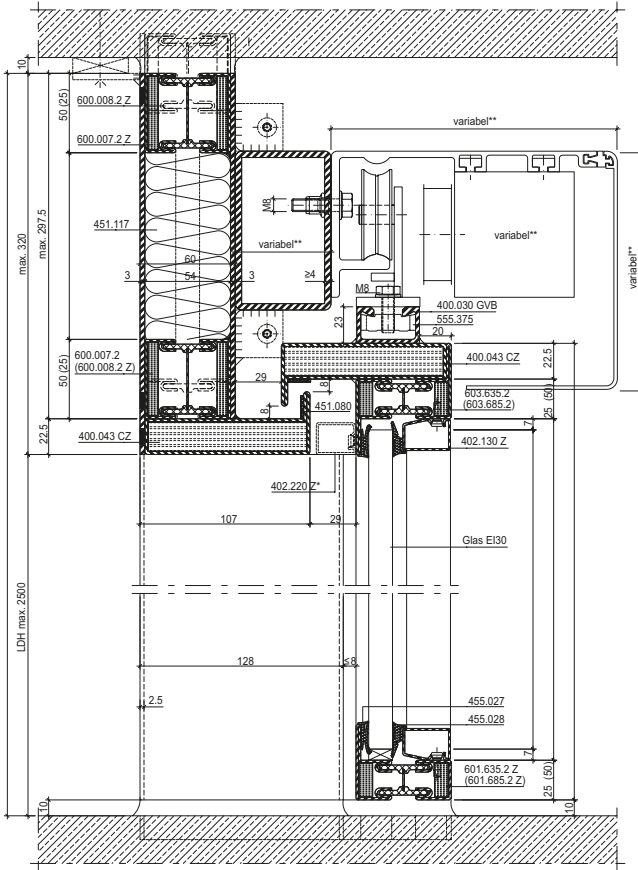 10
variabel**
50 (25)
600.008.2 Z
600.007.2 Z
M8
max. 320
max. 297.5
451.117
variabel**
variabel**
variabel**
60
3
54
3
≥4
M8
400.030 GVB
23
555.375
20
50 (25)
600.007.2
(600.008.2 Z)
400.043 CZ
22.5
29
8
603.635.2
(603.685.2)
25 (50)
8
451.080
7
22.5
400.043 CZ
402.130 Z
402.220 Z*
107
29
Glas EI30
LDH max. 2500
128
≤8
2.5
455.027
455.028
7
601.635.2 Z
(601.685.2 Z)
25 (50)
10
10